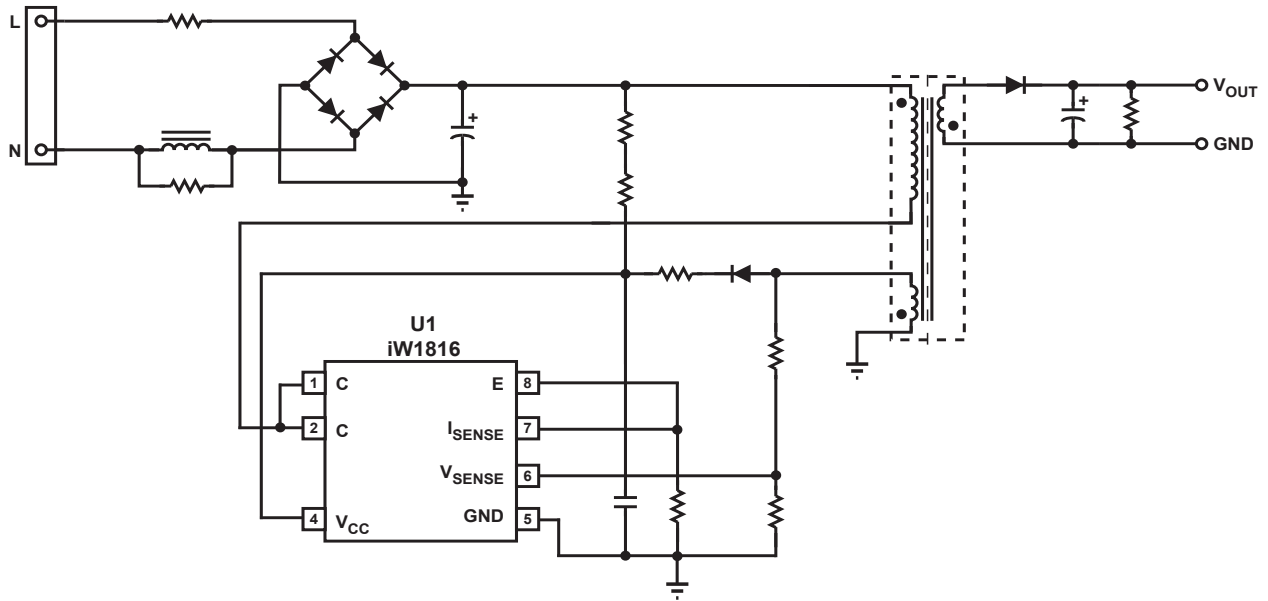 L
N
V_OUT
GND
U1
iW1816
1 C
2 C
4 V_CC
E 8
I_SENSE 7
V_SENSE 6
GND 5
+
+